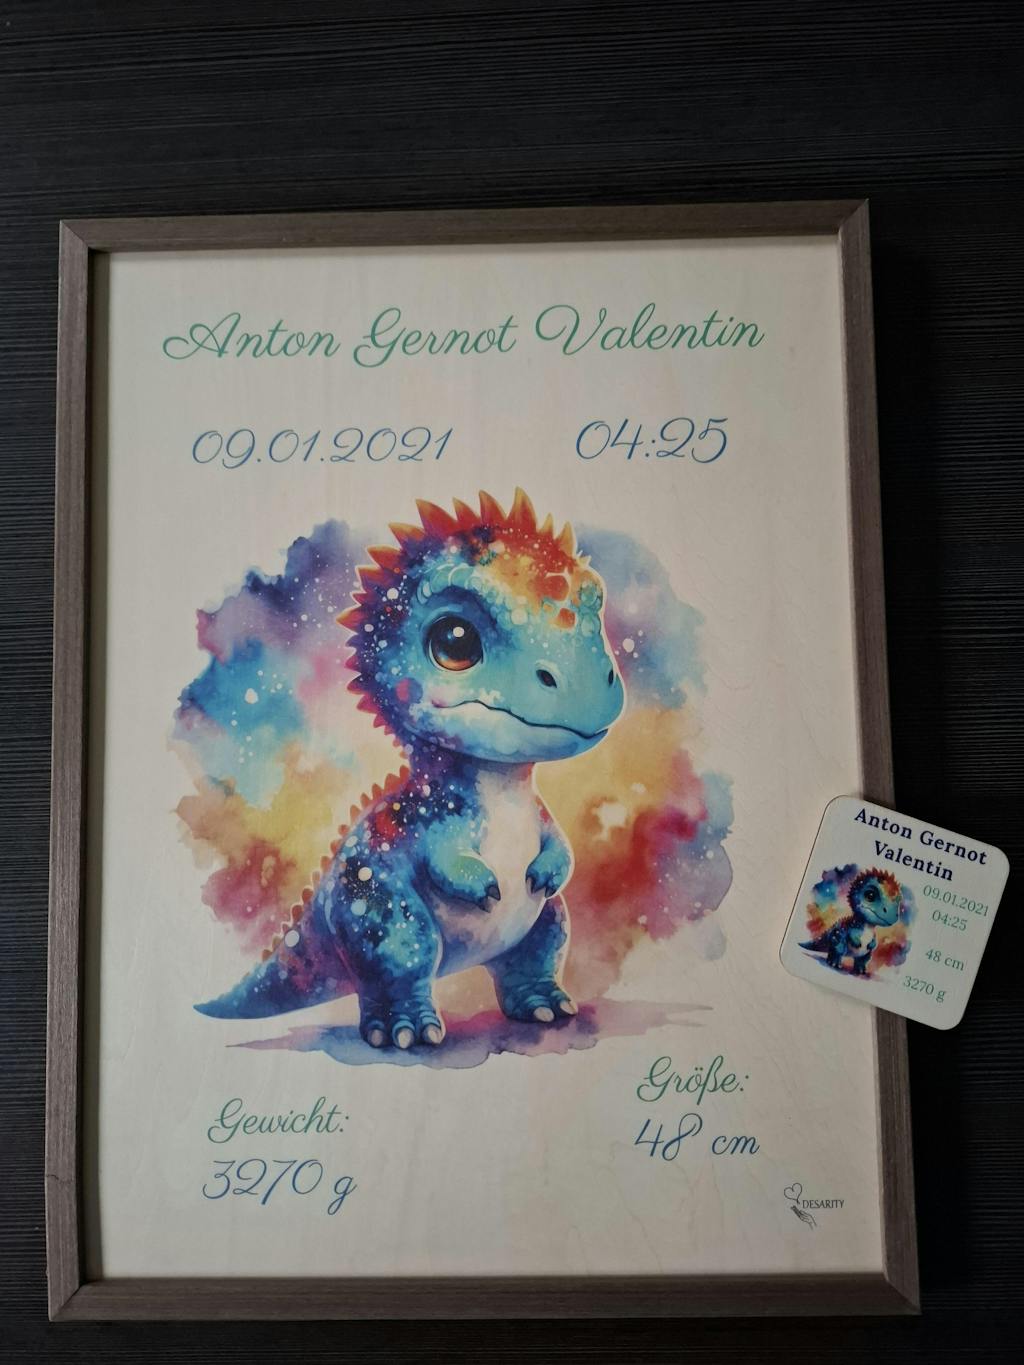 Anton Gernot Valentin
09.01.2021 04:25
Gewicht:
3270 g
Größe:
48 cm
DESARITY
Anton Gernot
Valentin
09.01.2021
04:25
48 cm
3270 g